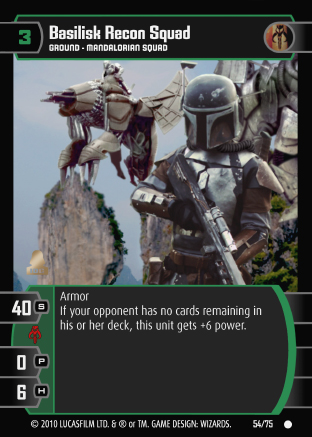 3
Basilisk Recon Squad
GROUND - MANDALORIAN SQUAD
40 S
Armor
If your opponent has no cards remaining in
his or her deck, this unit gets +6 power.
0 P
6 H
© 2010 LUCASFILM LTD. & ® or TM. GAME DESIGN: WIZARDS. 54/75